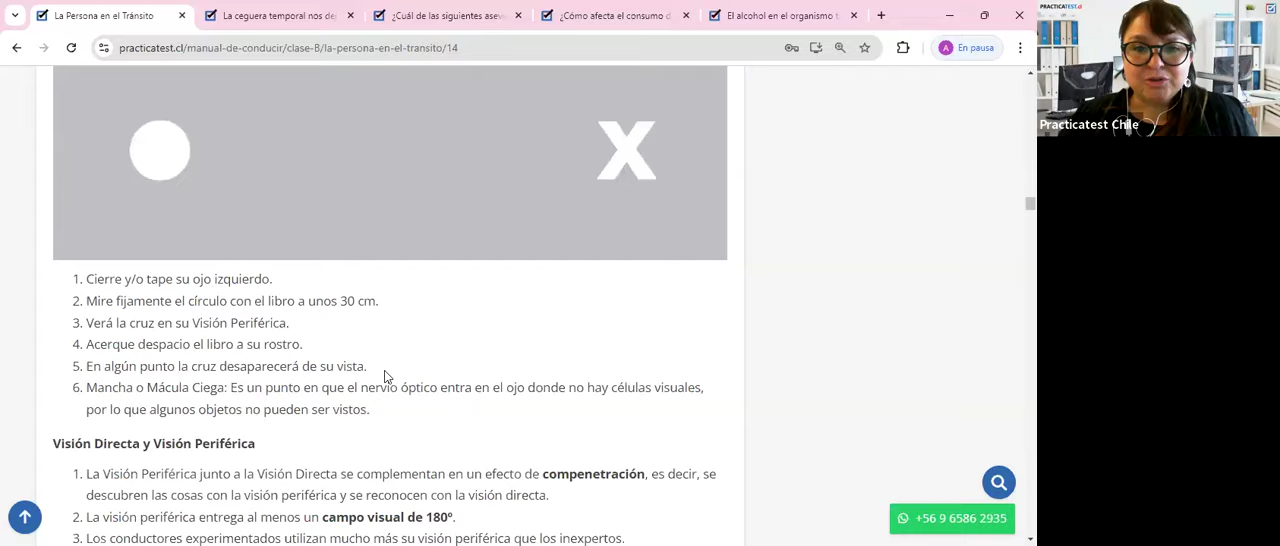 La Persona en el Tránsito
La ceguera temporal nos de
¿Cuál de las siguientes aseve
¿Cómo afecta el consumo d
El alcohol en el organismo t
practicatest.cl/manual-de-conducir/clase-B/la-persona-en-el-transito/14
A En pausa
PRACTICATEST.cl
Practicatest Chile
X
1. Cierre y/o tape su ojo izquierdo.
2. Mire fijamente el círculo con el libro a unos 30 cm.
3. Verá la cruz en su Visión Periférica.
4. Acerque despacio el libro a su rostro.
5. En algún punto la cruz desaparecerá de su vista.
6. Mancha o Mácula Ciega: Es un punto en que el nervio óptico entra en el ojo donde no hay células visuales,
por lo que algunos objetos no pueden ser vistos.
Visión Directa y Visión Periférica
1. La Visión Periférica junto a la Visión Directa se complementan en un efecto de compenetración, es decir, se
descubren las cosas con la visión periférica y se reconocen con la visión directa.
2. La visión periférica entrega al menos un campo visual de 180º.
3. Los conductores experimentados utilizan mucho más su visión periférica que los inexpertos.
+56 9 6586 2935